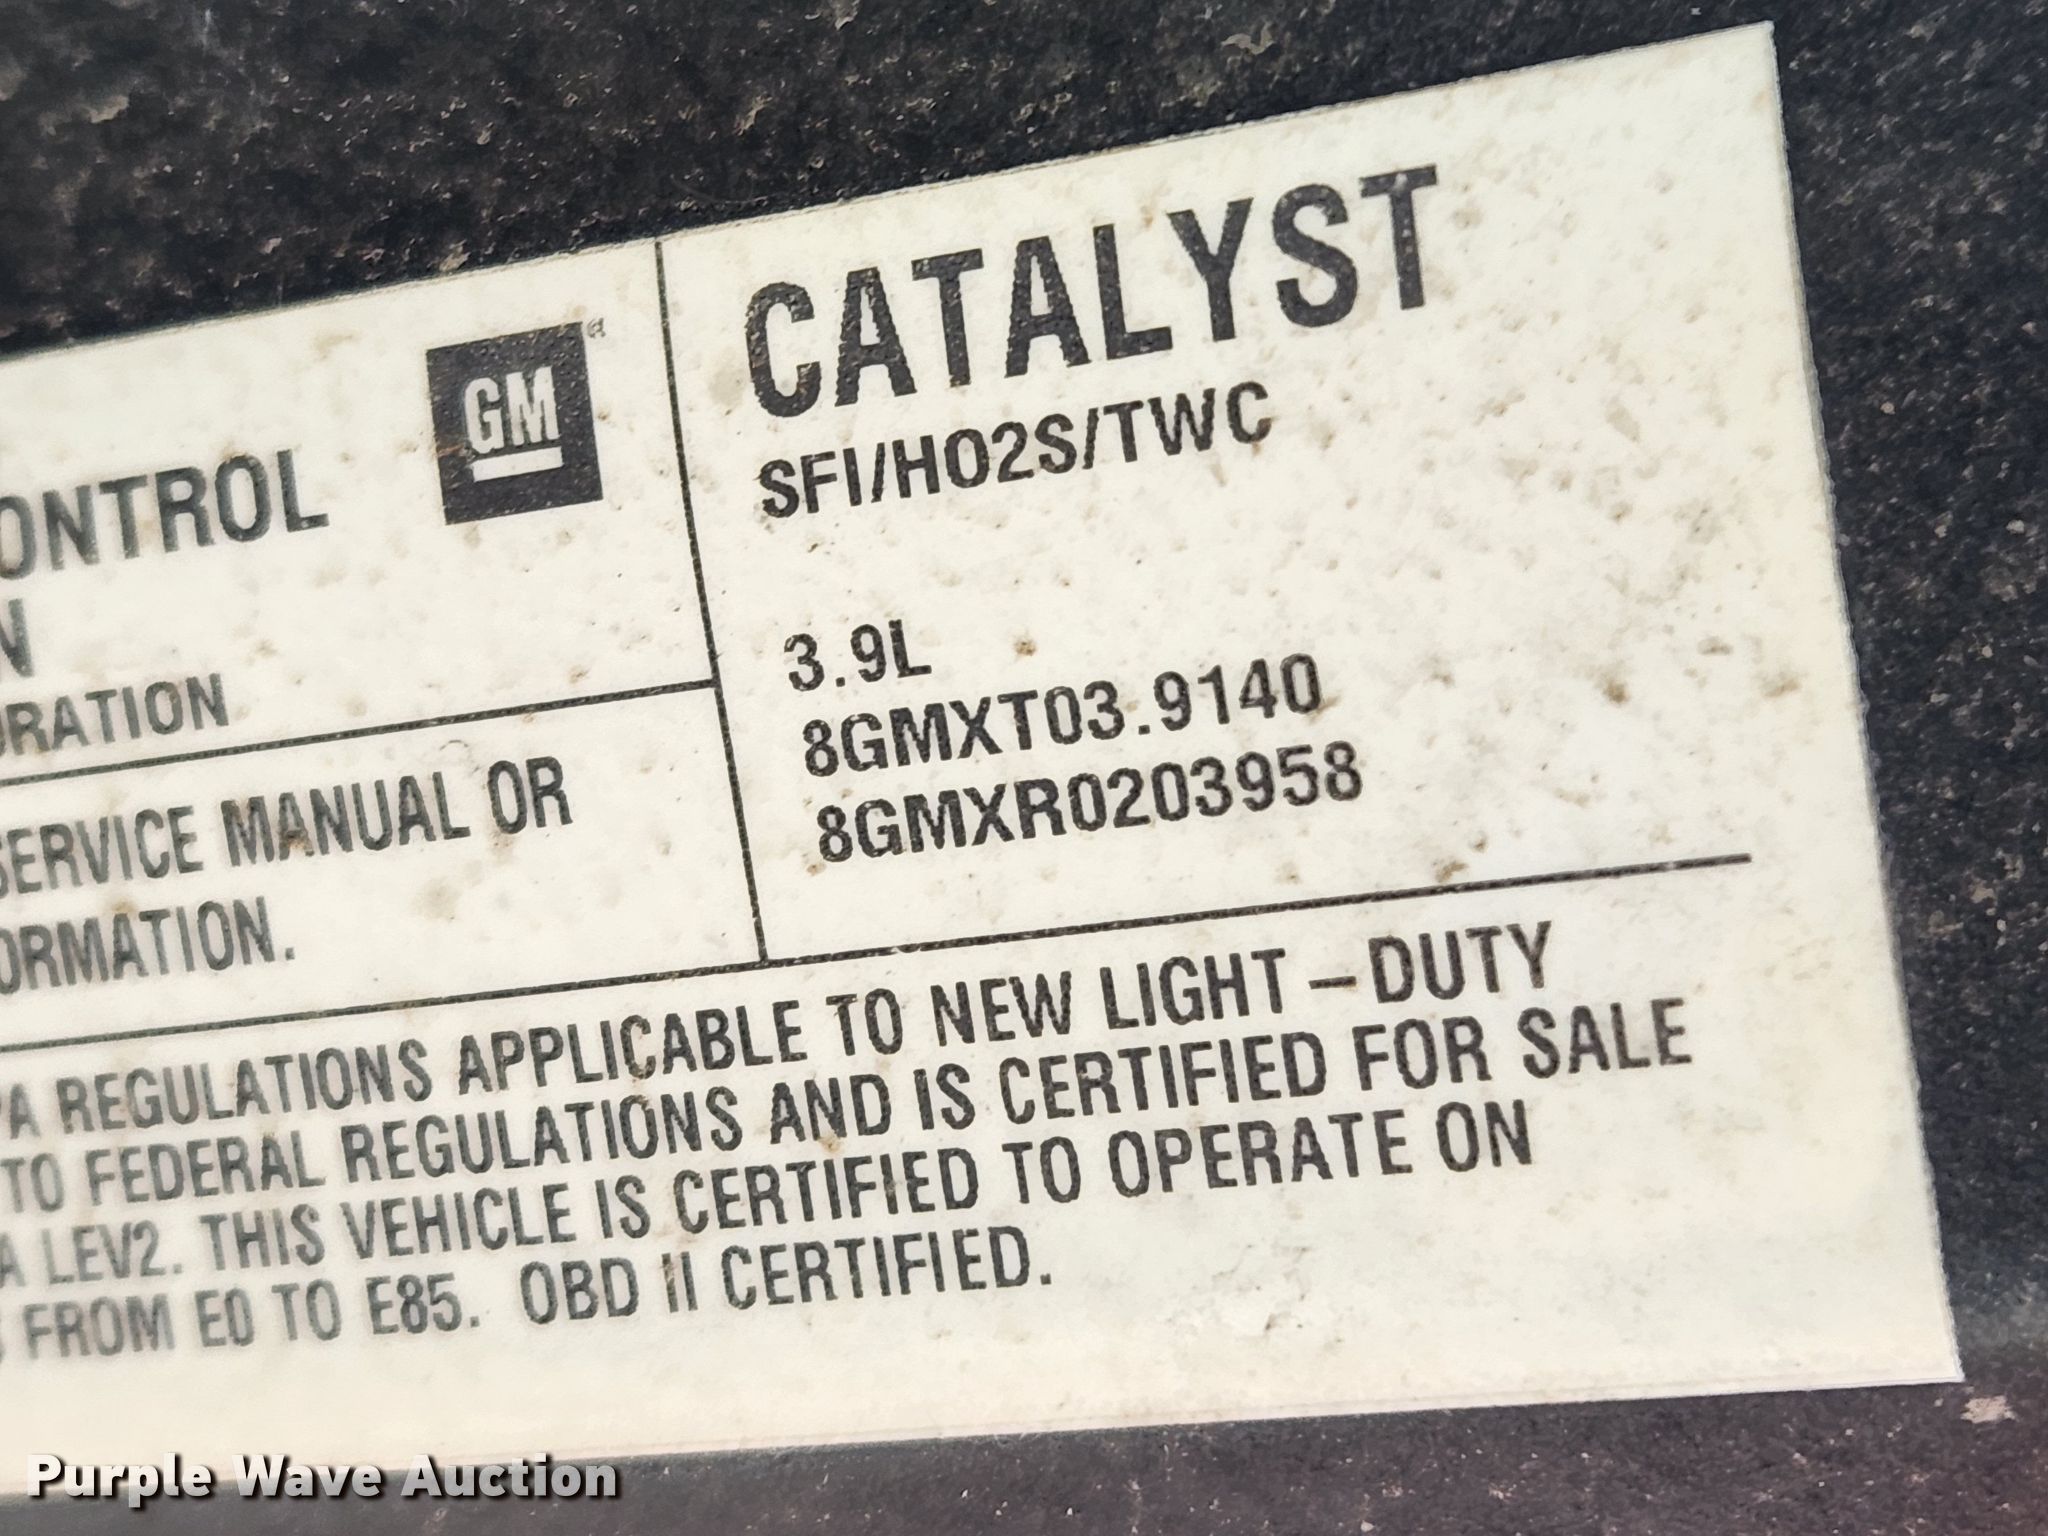 CATALYST
GM
SFI/HO2S/TWC
ONTROL
N
3.9L
ORATION
8GMXT03.9140
8GMXR0203958
SERVICE MANUAL OR
ORMATION.
PA REGULATIONS APPLICABLE TO NEW LIGHT-DUTY
TO FEDERAL REGULATIONS AND IS CERTIFIED FOR SALE
A LEV2. THIS VEHICLE IS CERTIFIED TO OPERATE ON
FROM E0 TO E85. OBD II CERTIFIED.
Purple Wave Auction